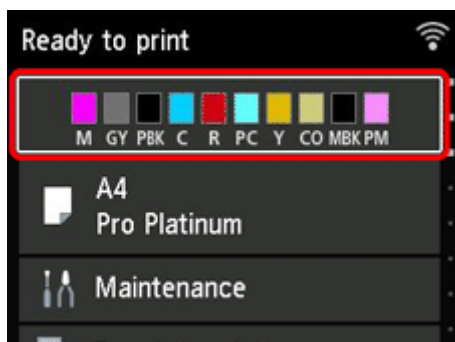 Ready to print
M GY PBK C R PC Y CO MBK PM
A4
Pro Platinum
Maintenance